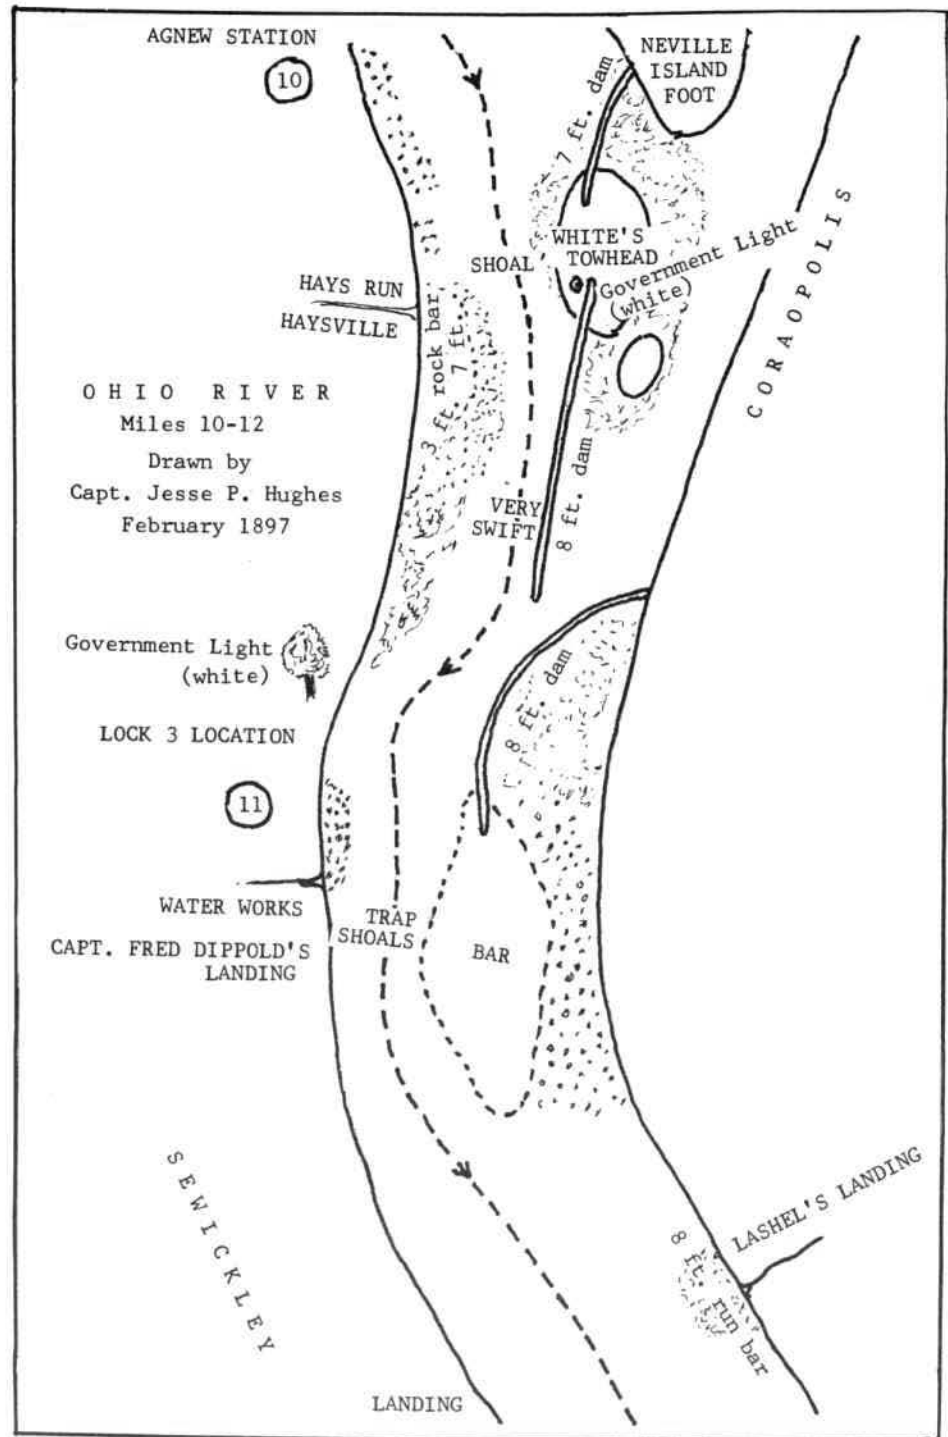 AGNEW STATION
10
NEVILLE
ISLAND
FOOT
7 ft. dam
WHITE'S
TOWHEAD
SHOAL
Government Light
(white)
CORAOPOLIS
HAYS RUN
HAYSVILLE
3 ft. rock bar
7 ft.
OHIO RIVER
Miles 10-12
Drawn by
Capt. Jesse P. Hughes
February 1897
VERY
SWIFT
8 ft. dam
Government Light
(white)
8 ft. dam
LOCK 3 LOCATION
11
WATER WORKS
TRAP
SHOALS
CAPT. FRED DIPPOLD'S
LANDING
BAR
SEWICKLEY
LASHEL'S LANDING
8 ft. run bar
LANDING